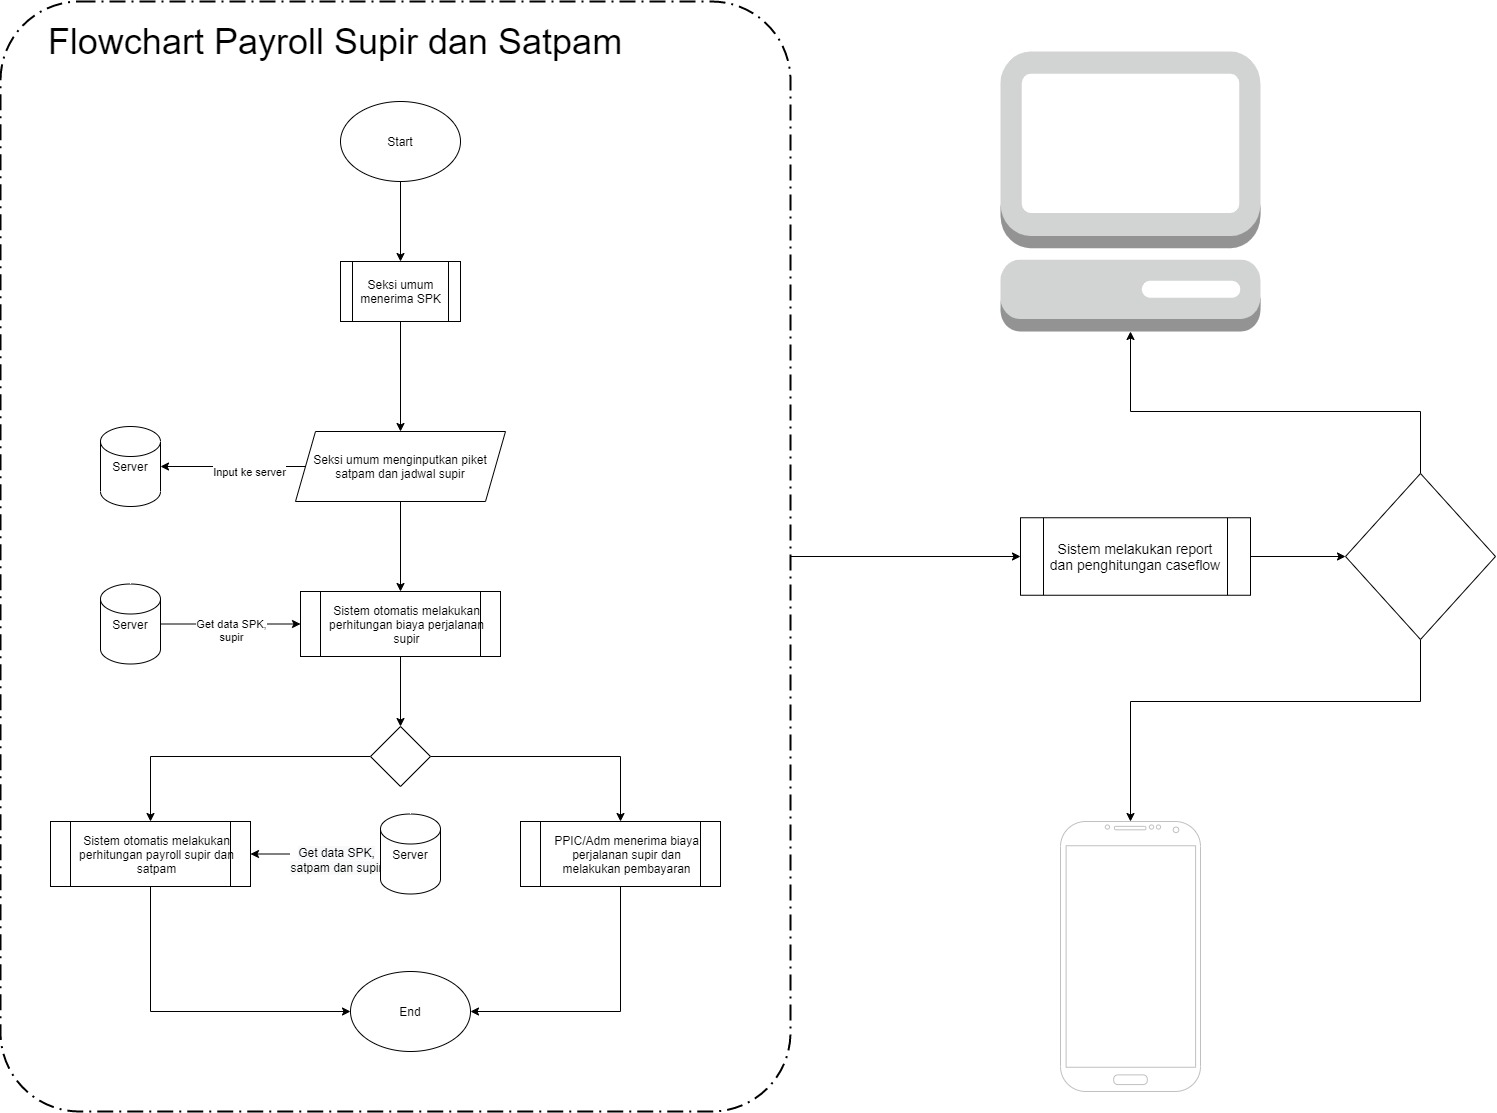 Flowchart Payroll Supir dan Satpam
Start
Seksi umum
menerima SPK
Seksi umum menginputkan piket
satpam dan jadwal supir
Input ke server
Server
Sistem otomatis melakukan
perhitungan biaya perjalanan
supir
Get data SPK,
supir
Server
Sistem otomatis melakukan
perhitungan payroll supir dan
satpam
Get data SPK,
satpam dan supir
Server
PPIC/Adm menerima biaya
perjalanan supir dan
melakukan pembayaran
End
Sistem melakukan report
dan penghitungan caseflow